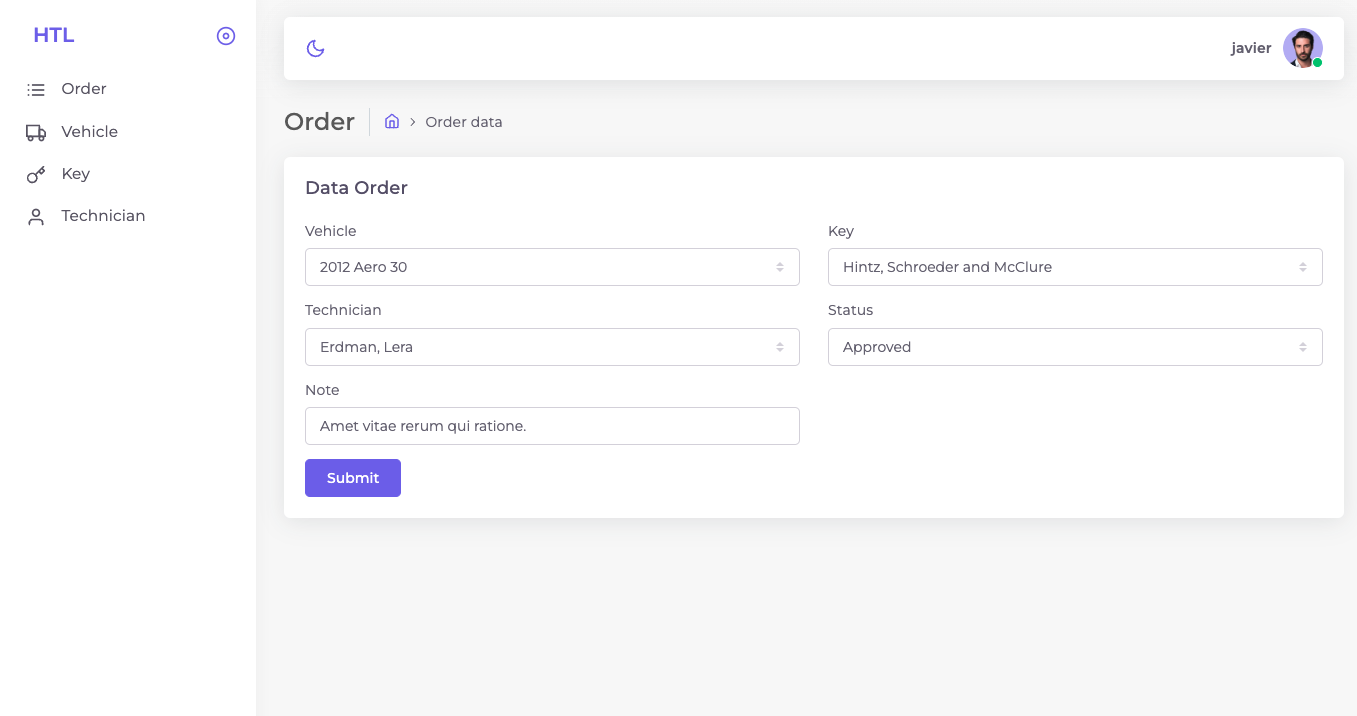 HTL
Order
Vehicle
Key
Technician
javier
Order
Order data
Data Order
Vehicle
Key
2012 Aero 30
Hintz, Schroeder and McClure
Technician
Status
Erdman, Lera
Approved
Note
Amet vitae rerum qui ratione.
Submit